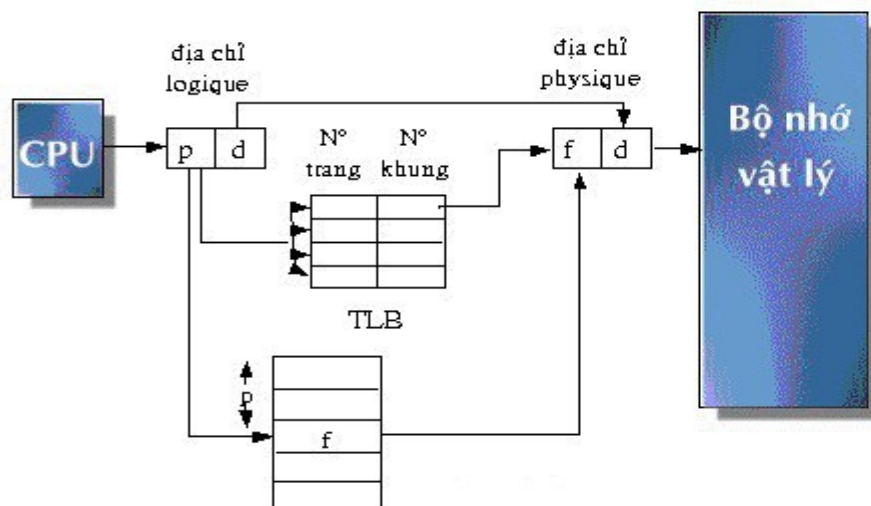 địa chỉ
logique
địa chỉ
physique
CPU
p d
N°
trang
N°
khung
f d
Bộ nhớ
vật lý
TLB
p
f